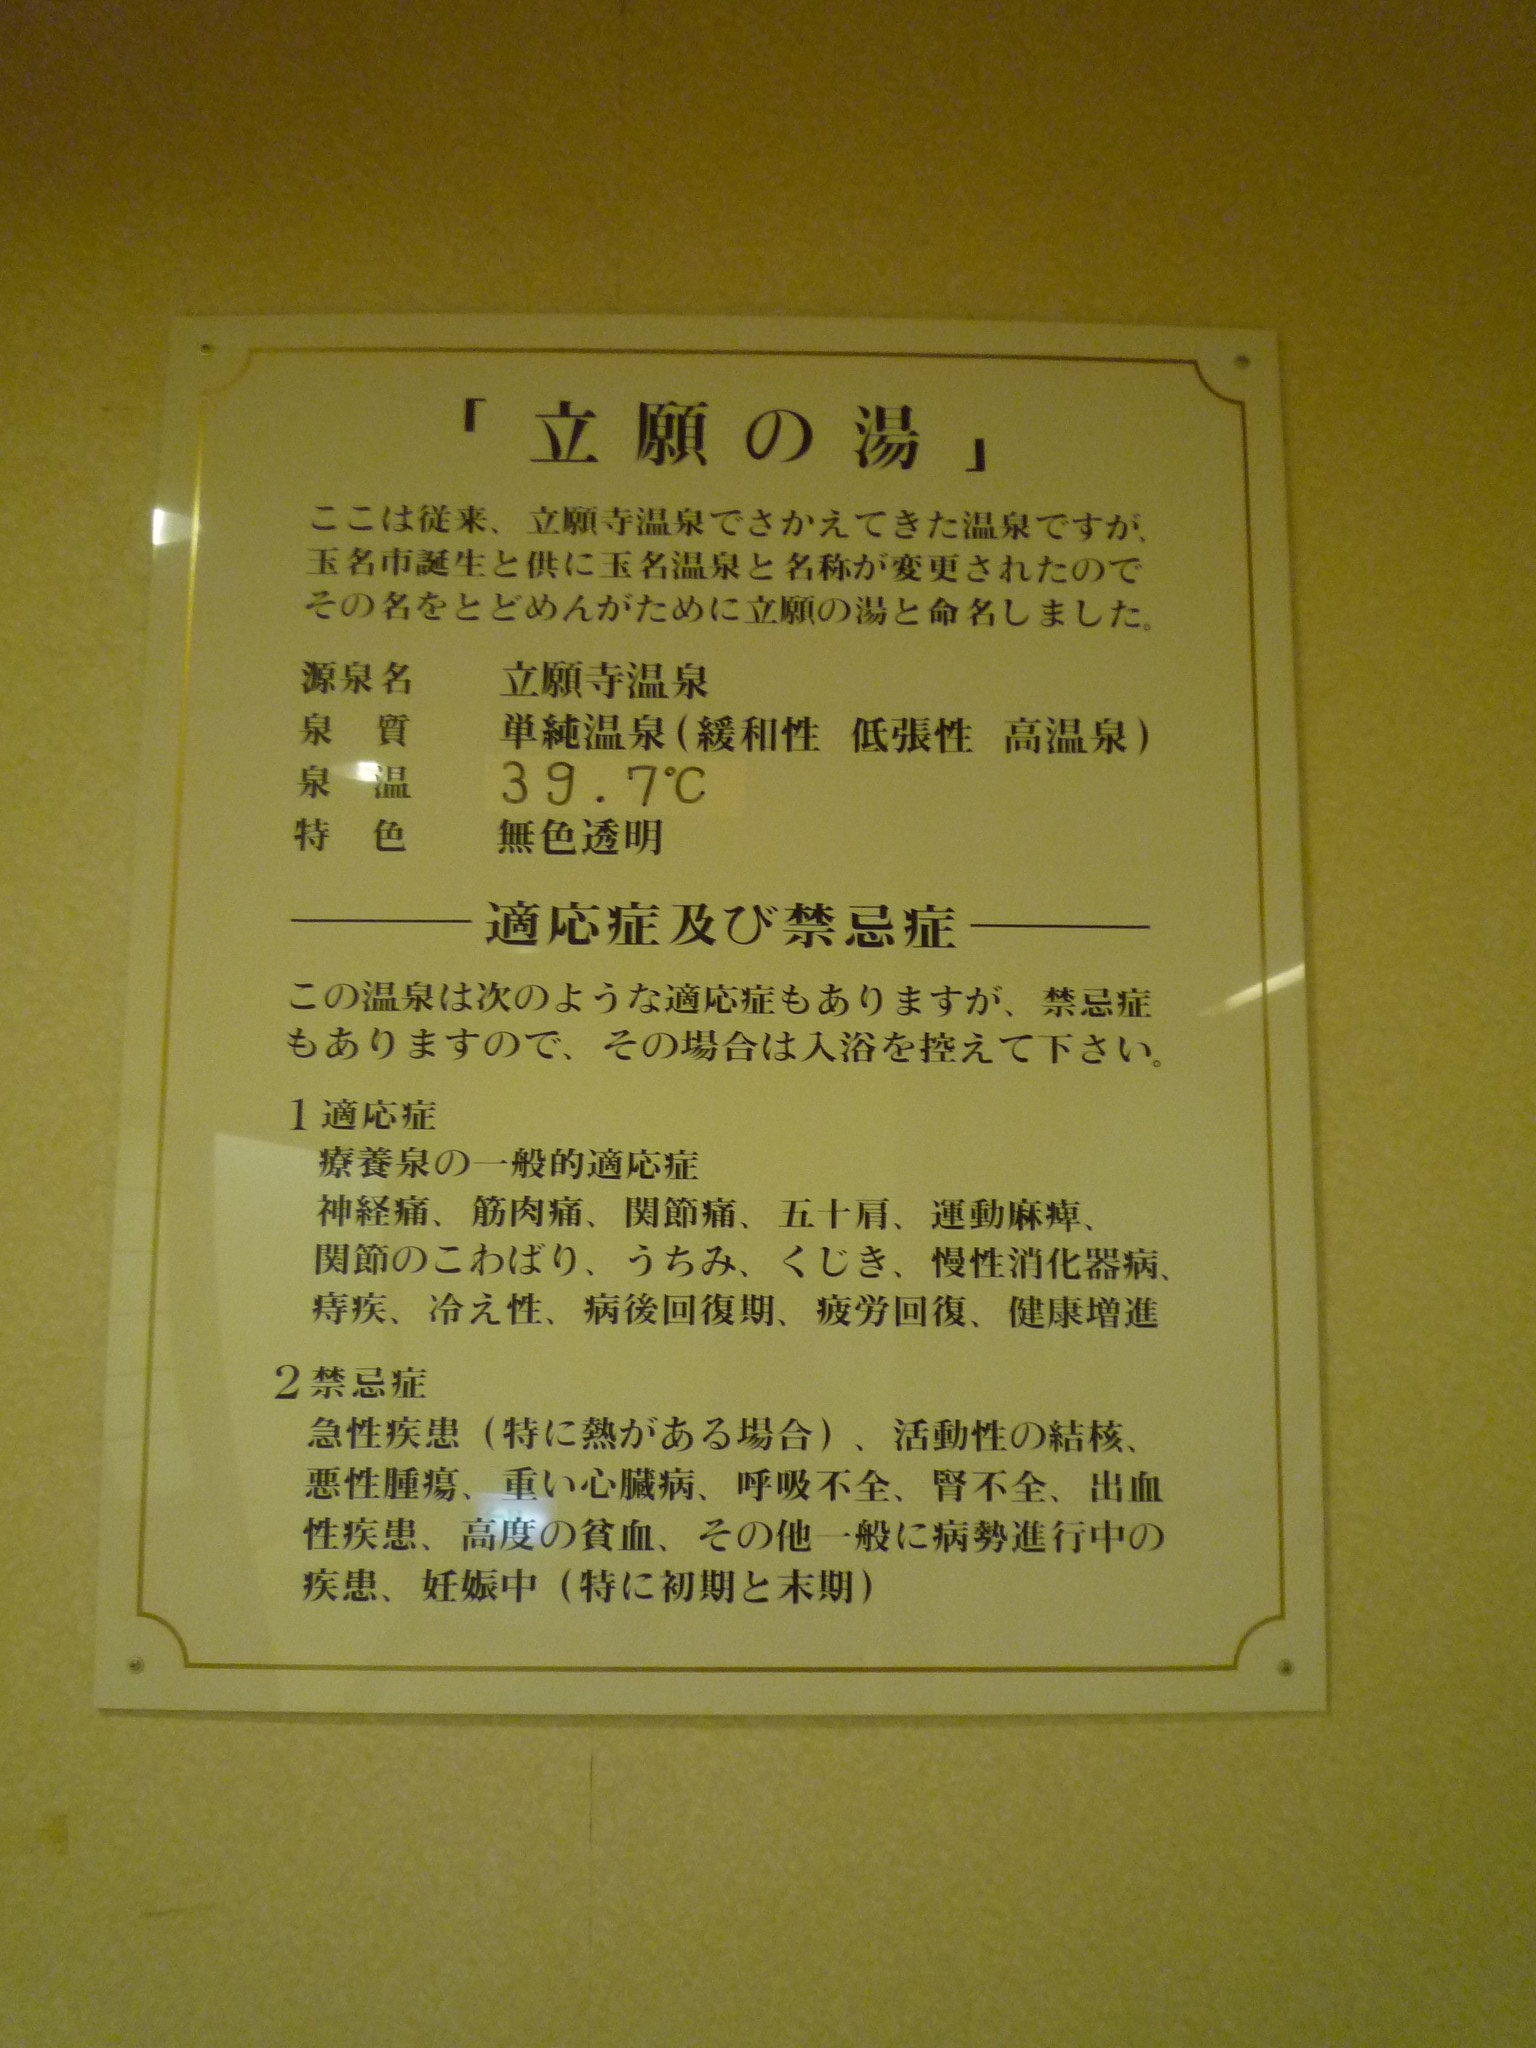 「立願の湯」
ここは従来、立願寺温泉でさかえてきた温泉ですが、
玉名市誕生と供に玉名温泉と名称が変更されたので
その名をとどめんがために立願の湯と命名しました。
源泉名 立願寺温泉
泉質 単純温泉(緩和性 低張性 高温泉)
泉温 39.7℃
特色 無色透明
適応症及び禁忌症
この温泉は次のような適応症もありますが、禁忌症
もありますので、その場合は入浴を控えて下さい。
1適応症
療養泉の一般的適応症
神経痛、筋肉痛、関節痛、五十肩、運動麻痺、
関節のこわばり、うちみ、くじき、慢性消化器病、
痔疾、冷え性、病後回復期、疲労回復、健康増進
2禁忌症
急性疾患(特に熱がある場合)、活動性の結核、
悪性腫瘍、重い心臓病、呼吸不全、腎不全、出血
性疾患、高度の貧血、その他一般に病勢進行中の
疾患、妊娠中(特に初期と末期)